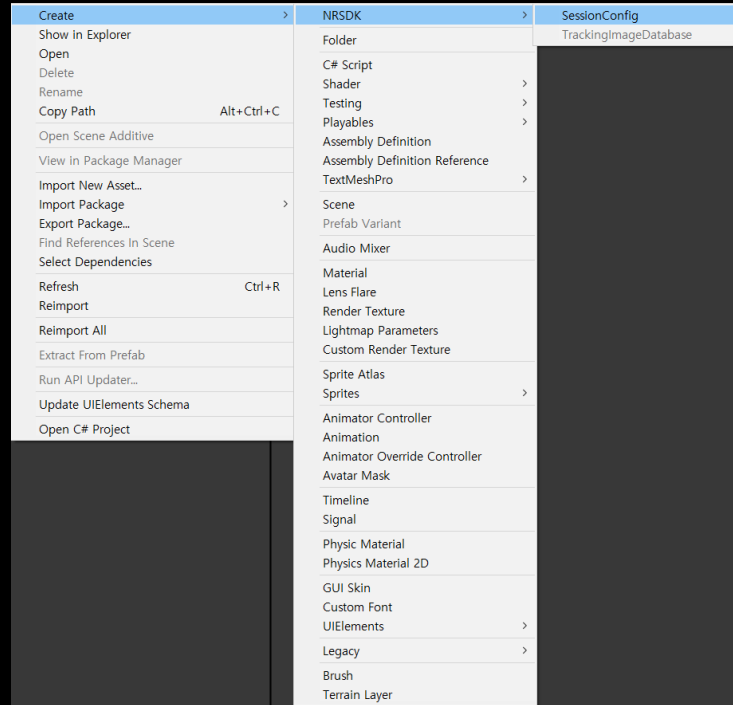 Create
Show in Explorer
Open
Delete
Rename
Copy Path Alt+Ctrl+C
Open Scene Additive
View in Package Manager
Import New Asset...
Import Package
Export Package...
Find References In Scene
Select Dependencies
Refresh Ctrl+R
Reimport
Reimport All
Extract From Prefab
Run API Updater...
Update UIElements Schema
Open C# Project
NRSDK
Folder
C# Script
Shader
Testing
Playables
Assembly Definition
Assembly Definition Reference
TextMeshPro
Scene
Prefab Variant
Audio Mixer
Material
Lens Flare
Render Texture
Lightmap Parameters
Custom Render Texture
Sprite Atlas
Sprites
Animator Controller
Animation
Animator Override Controller
Avatar Mask
Timeline
Signal
Physic Material
Physics Material 2D
GUI Skin
Custom Font
UIElements
Legacy
Brush
Terrain Layer
SessionConfig
TrackingImageDatabase